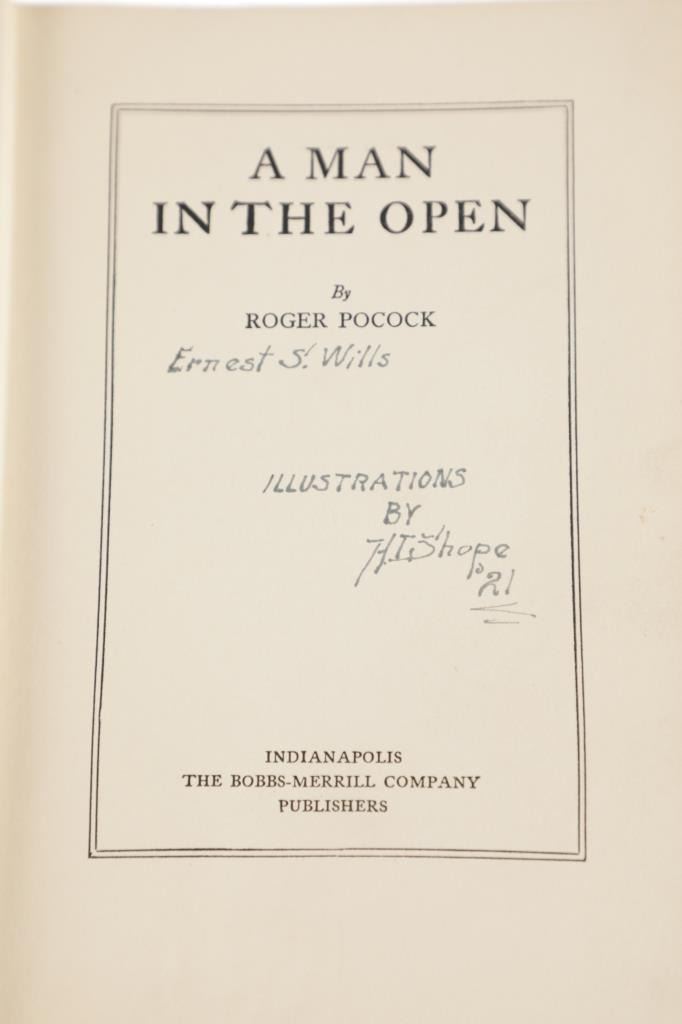 A MAN
IN THE OPEN
By
ROGER POCOCK
Ernest S. Wills
ILLUSTRATIONS
BY
H.I. Shope
'21
INDIANAPOLIS
THE BOBBS-MERRILL COMPANY
PUBLISHERS